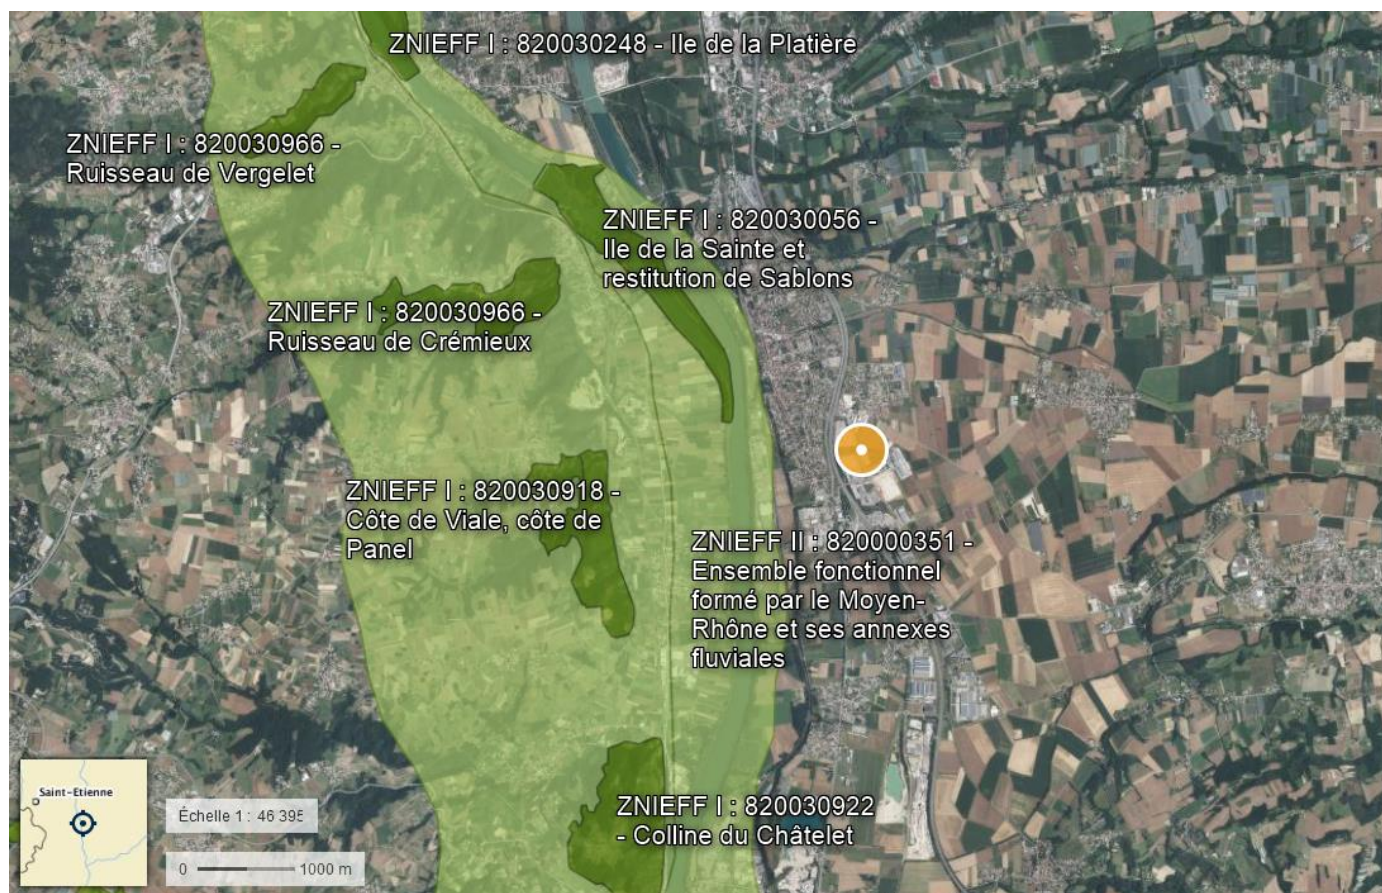 ZNIEFF I : 820030248 - Ile de la Platière
ZNIEFF I : 820030966 -
Ruisseau de Vergelet
ZNIEFF I : 820030056 -
Ile de la Sainte et
restitution de Sablons
ZNIEFF I : 820030966 -
Ruisseau de Crémieux
ZNIEFF I : 820030918 -
Côte de Viale, côte de
Panel
ZNIEFF II : 820000351 -
Ensemble fonctionnel
formé par le Moyen-
Rhône et ses annexes
fluviales
ZNIEFF I : 820030922
- Colline du Châtelet
Saint-Etienne
Échelle 1 : 46 395
0 1000 m